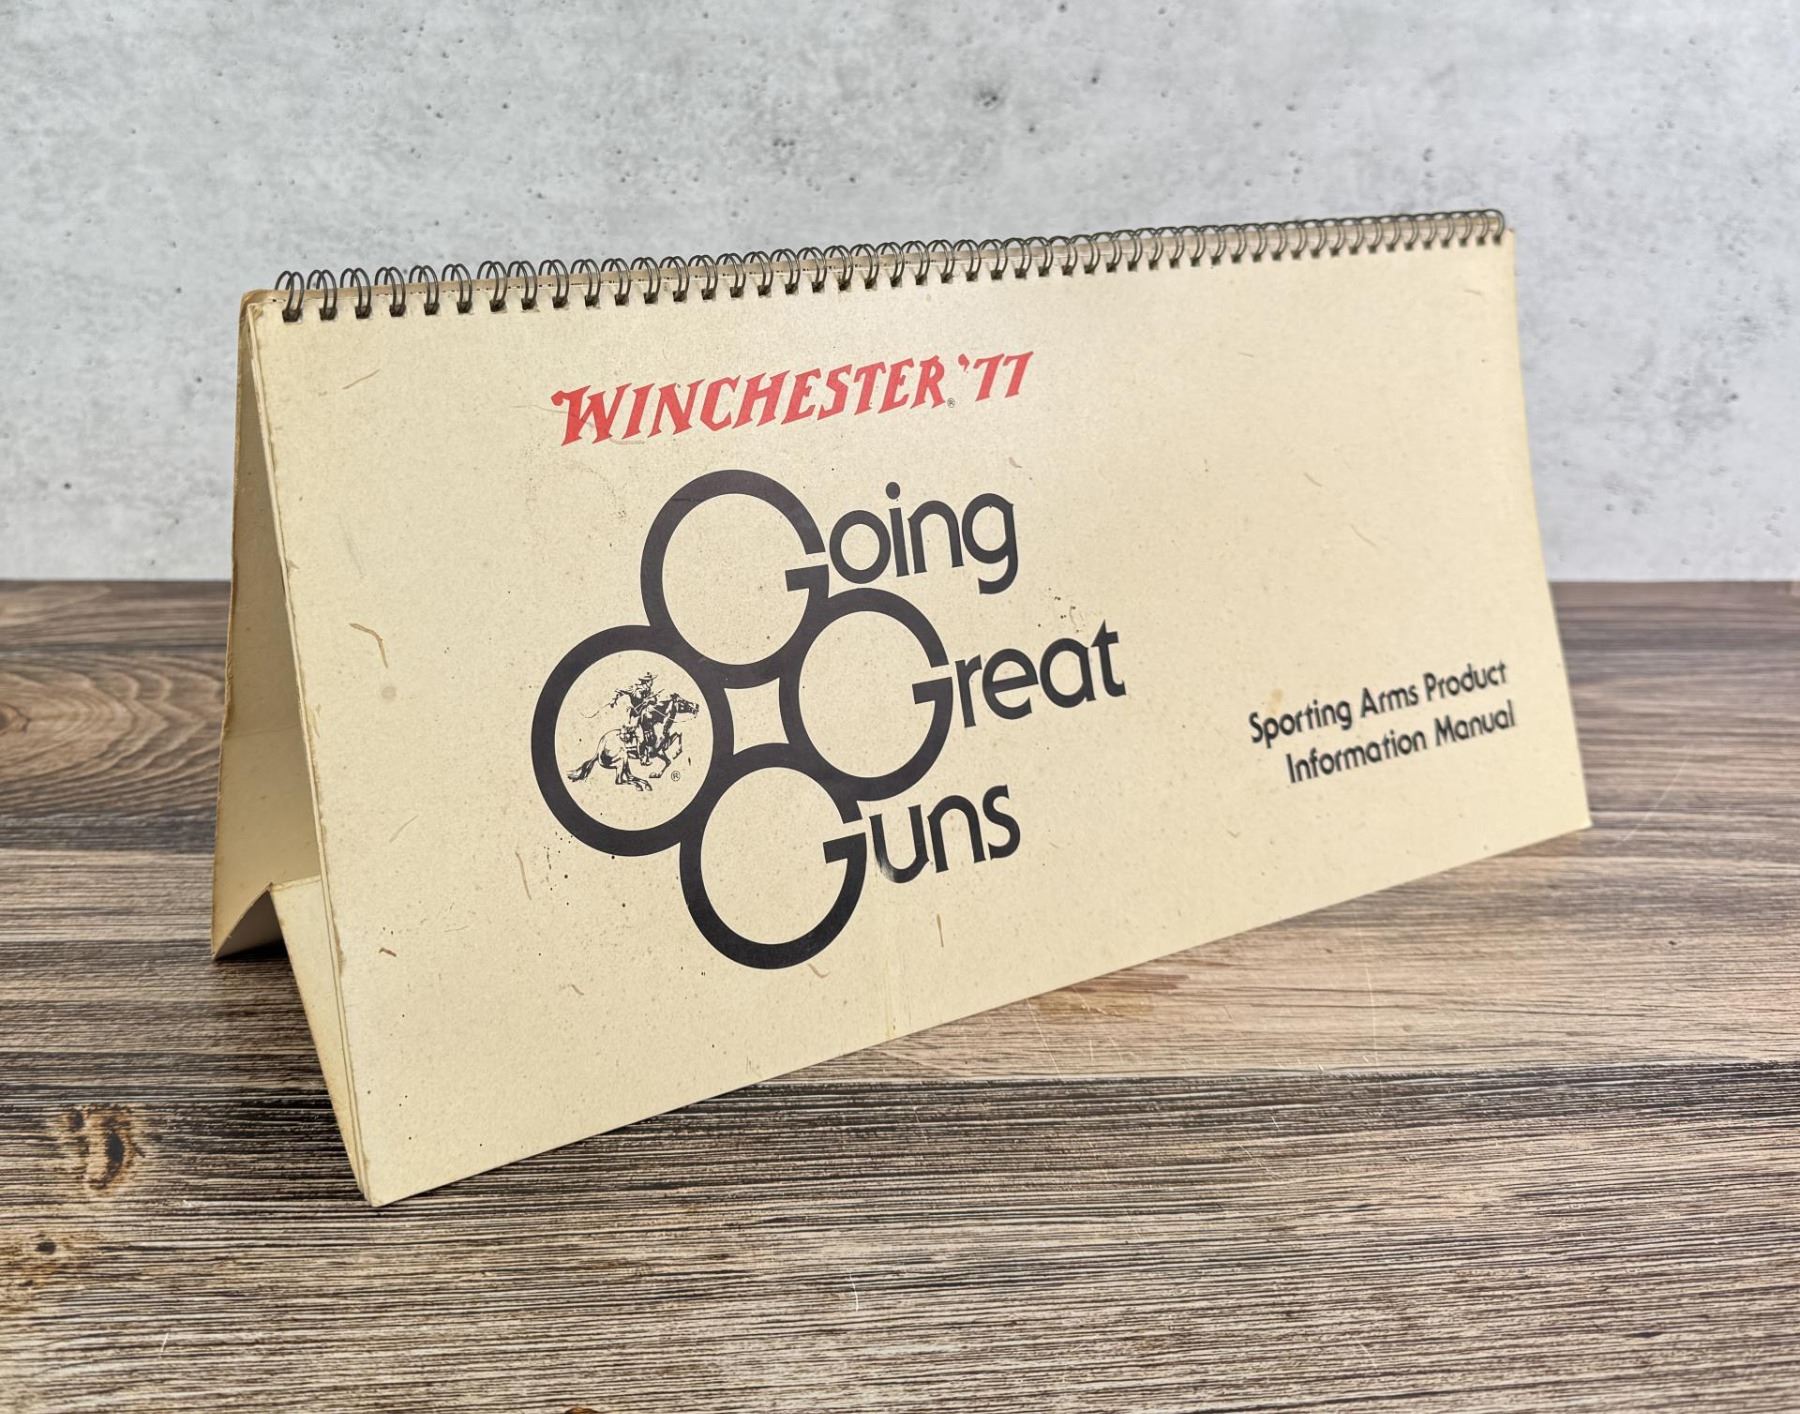 WINCHESTER® '77
Going
Great
Guns
®
Sporting Arms Product
Information Manual